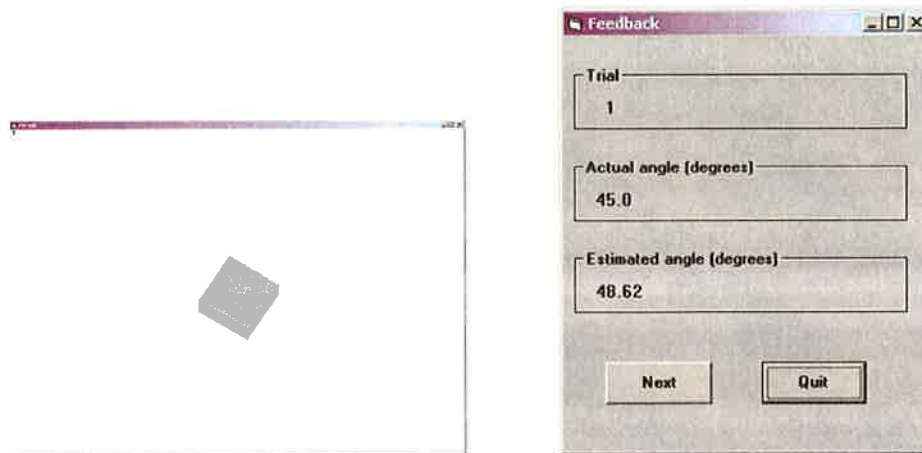 Feedback
Trial
1
Actual angle (degrees)
45.0
Estimated angle (degrees)
48.62
Next
Quit